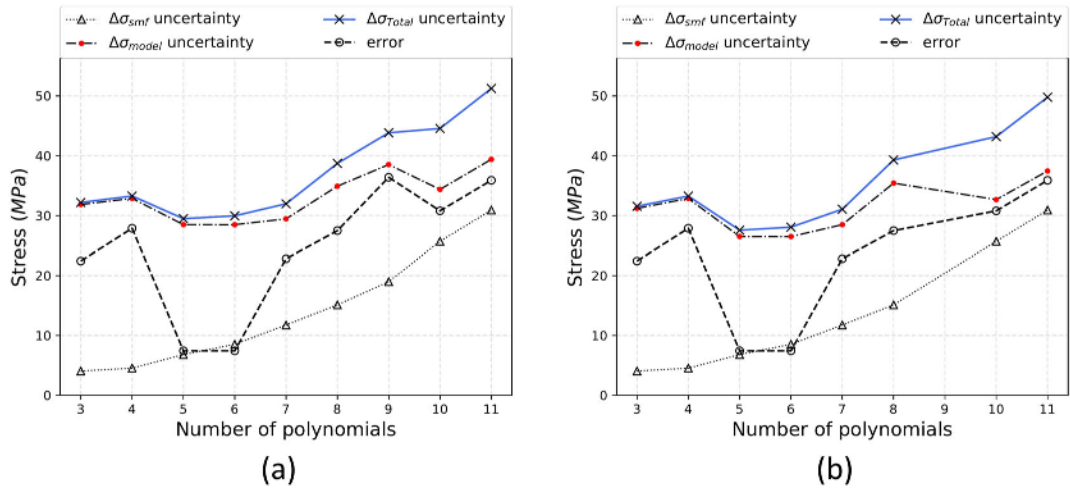 Δσsmf uncertainty
Δσmodel uncertainty
ΔσTotal uncertainty
error
50
40
30
20
10
0
Stress (MPa)
3 4 5 6 7 8 9 10 11
Number of polynomials
(a)
Δσsmf uncertainty
Δσmodel uncertainty
ΔσTotal uncertainty
error
50
40
30
20
10
0
Stress (MPa)
3 4 5 6 7 8 9 10 11
Number of polynomials
(b)